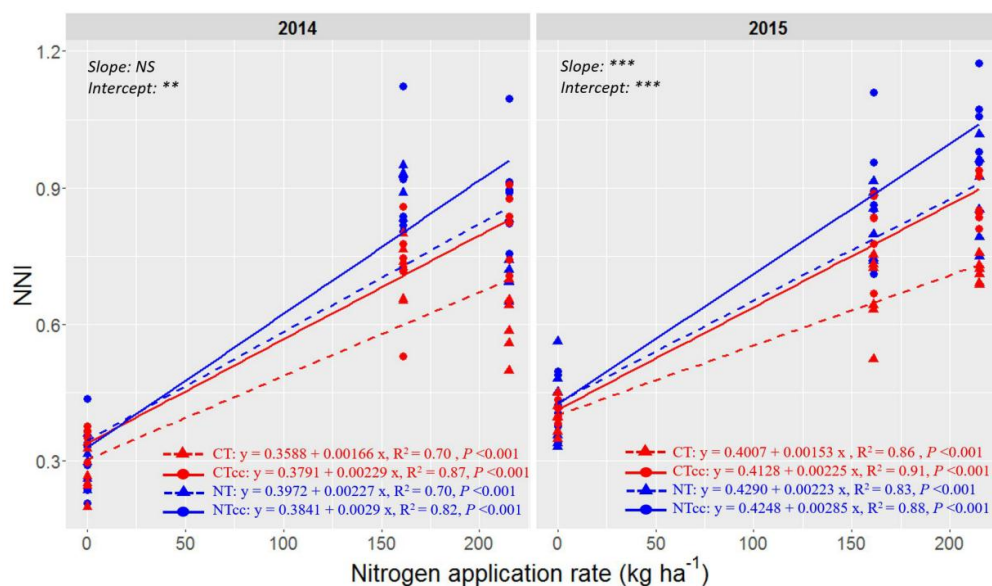 2014
2015
NNI
1.2
0.9
0.6
0.3
Slope: NS
Intercept: **
CT: y = 0.3588 + 0.00166 x, R² = 0.70 , P <0.001
CTcc: y = 0.3791 + 0.00229 x, R² = 0.87, P <0.001
NT: y = 0.3972 + 0.00227 x, R² = 0.70, P <0.001
NTcc: y = 0.3841 + 0.0029 x, R² = 0.82, P <0.001
0 50 100 150 200
Slope: ***
Intercept: ***
CT: y = 0.4007 + 0.00153 x, R² = 0.86 , P <0.001
CTcc: y = 0.4128 + 0.00225 x, R² = 0.91, P <0.001
NT: y = 0.4290 + 0.00223 x, R² = 0.83, P <0.001
NTcc: y = 0.4248 + 0.00285 x, R² = 0.88, P <0.001
0 50 100 150 200
Nitrogen application rate (kg ha⁻¹)